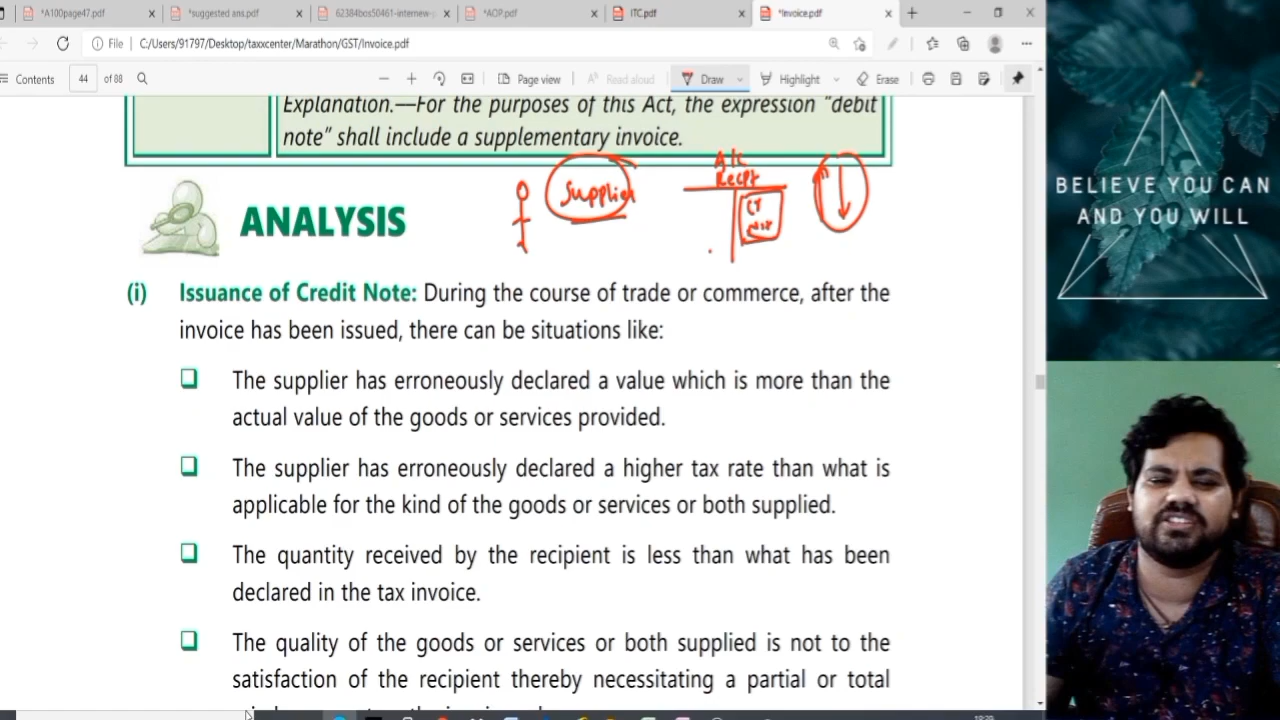 *A100page47.pdf
*suggested ans.pdf
62384bos50461-internew-
*AOP.pdf
ITC.pdf
*Invoice.pdf
File
C:/Users/91797/Desktop/taxxcenter/Marathon/GST/Invoice.pdf
Contents
44
of 88
Page view
Read aloud
Draw
Highlight
Erase
Explanation.—For the purposes of this Act, the expression "debit
note" shall include a supplementary invoice.
Supplier
A/C
Recpt
ANALYSIS
(i) Issuance of Credit Note: During the course of trade or commerce, after the
invoice has been issued, there can be situations like:
❑ The supplier has erroneously declared a value which is more than the
actual value of the goods or services provided.
❑ The supplier has erroneously declared a higher tax rate than what is
applicable for the kind of the goods or services or both supplied.
❑ The quantity received by the recipient is less than what has been
declared in the tax invoice.
❑ The quality of the goods or services or both supplied is not to the
satisfaction of the recipient thereby necessitating a partial or total
BELIEVE YOU CAN
AND YOU WILL